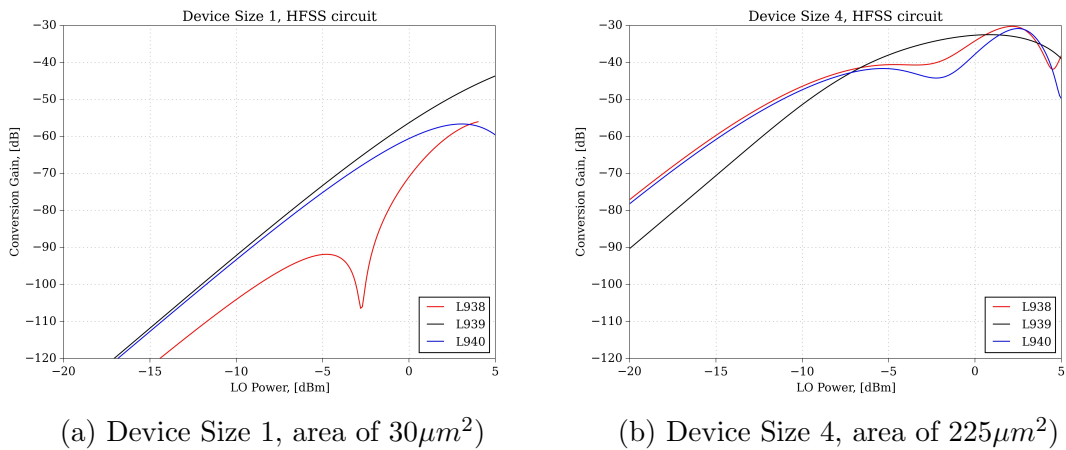 Device Size 1, HFSS circuit
−30
−40
−50
−60
−70
−80
−90
−100
−110
−120
Conversion Gain, [dB]
−20 −15 −10 −5 0 5
LO Power, [dBm]
L938
L939
L940
(a) Device Size 1, area of 30μm²)
Device Size 4, HFSS circuit
−30
−40
−50
−60
−70
−80
−90
−100
−110
−120
Conversion Gain, [dB]
−20 −15 −10 −5 0 5
LO Power, [dBm]
L938
L939
L940
(b) Device Size 4, area of 225μm²)